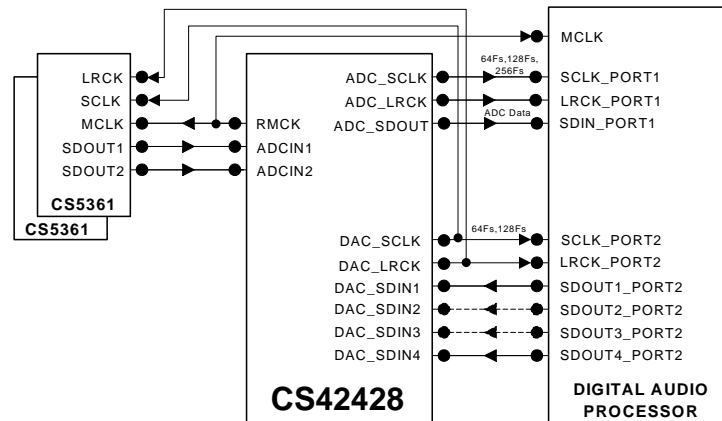 LRCK
SCLK
MCLK
SDOUT1
SDOUT2
CS5361
CS5361
RMCK
ADCIN1
ADCIN2
ADC_SCLK
ADC_LRCK
ADC_SDOUT
DAC_SCLK
DAC_LRCK
DAC_SDIN1
DAC_SDIN2
DAC_SDIN3
DAC_SDIN4
CS42428
64Fs,128Fs,
256Fs
ADC Data
64Fs,128Fs
MCLK
SCLK_PORT1
LRCK_PORT1
SDIN_PORT1
SCLK_PORT2
LRCK_PORT2
SDOUT1_PORT2
SDOUT2_PORT2
SDOUT3_PORT2
SDOUT4_PORT2
DIGITAL AUDIO
PROCESSOR